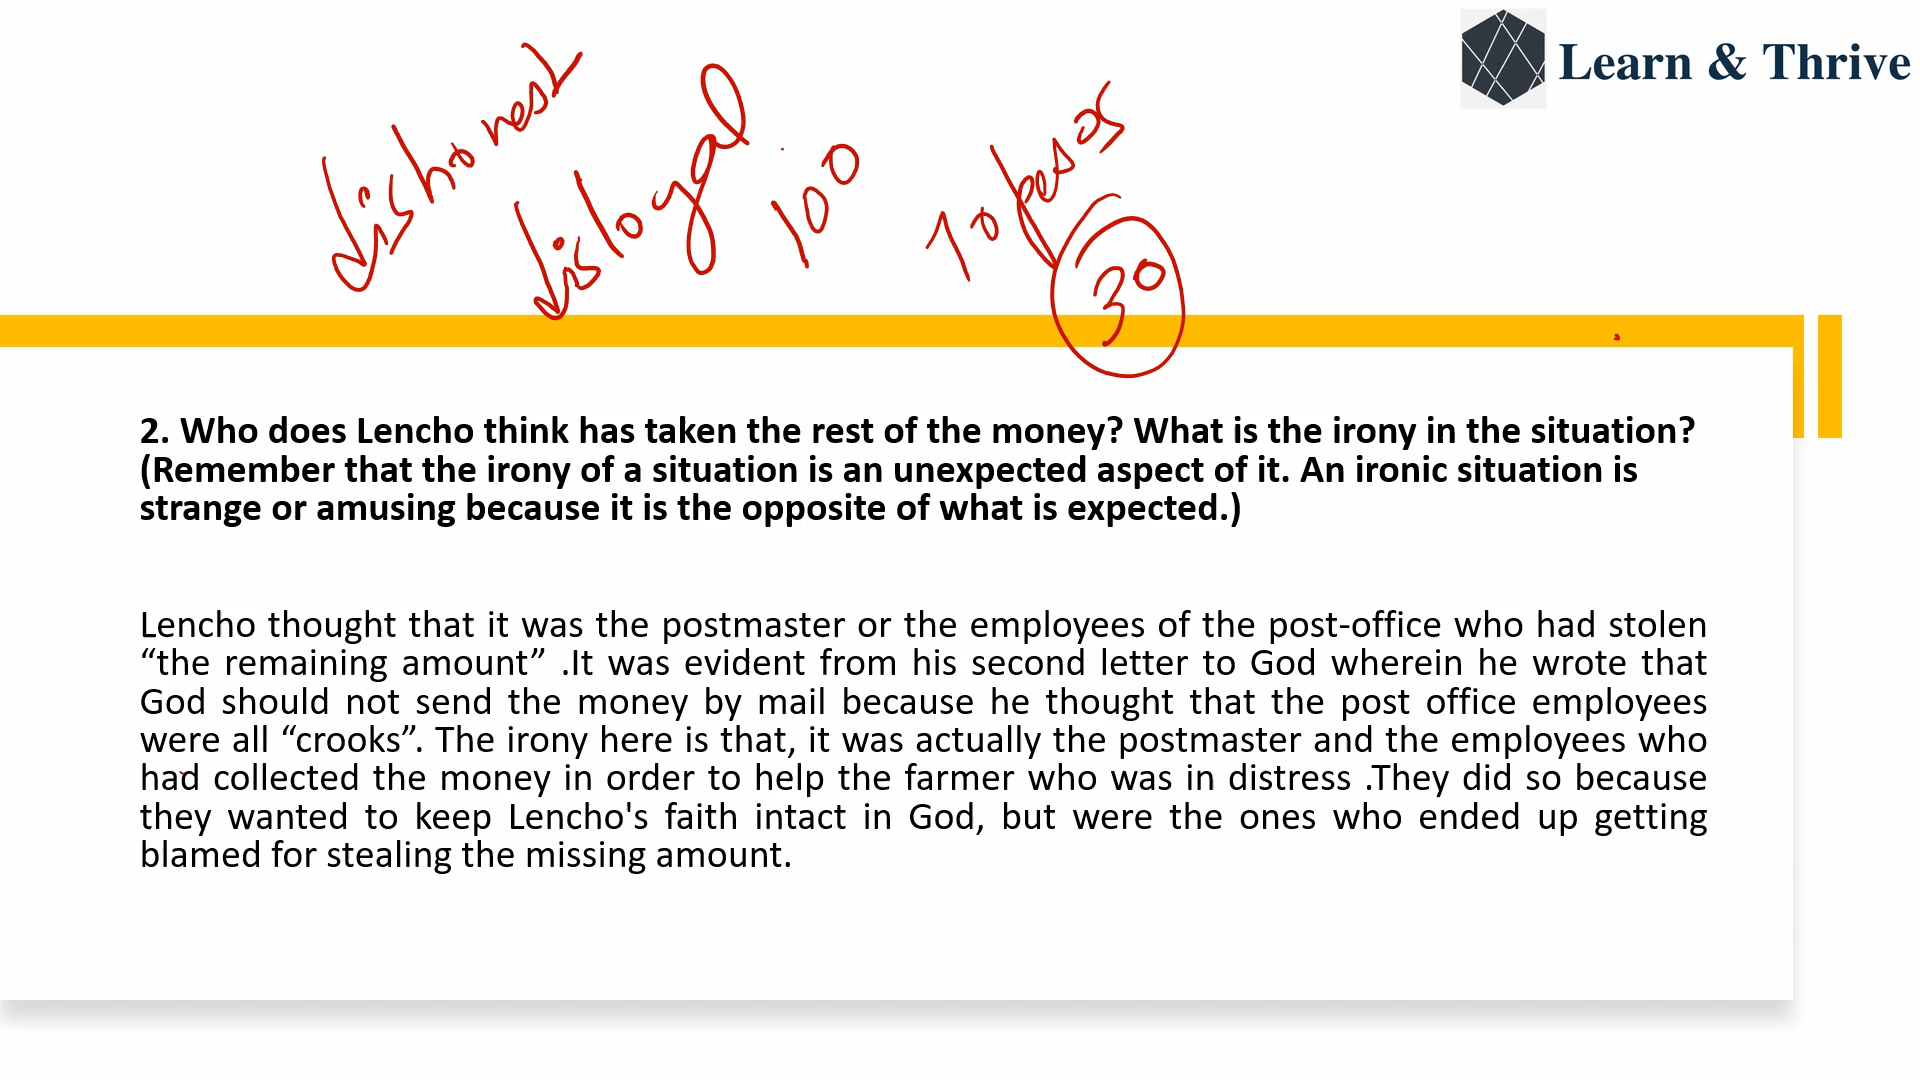 Learn & Thrive
dishonest
disloyal
100
70 pesos
30
2. Who does Lencho think has taken the rest of the money? What is the irony in the situation?
(Remember that the irony of a situation is an unexpected aspect of it. An ironic situation is
strange or amusing because it is the opposite of what is expected.)
Lencho thought that it was the postmaster or the employees of the post-office who had stolen
“the remaining amount” .It was evident from his second letter to God wherein he wrote that
God should not send the money by mail because he thought that the post office employees
were all “crooks”. The irony here is that, it was actually the postmaster and the employees who
had collected the money in order to help the farmer who was in distress .They did so because
they wanted to keep Lencho's faith intact in God, but were the ones who ended up getting
blamed for stealing the missing amount.